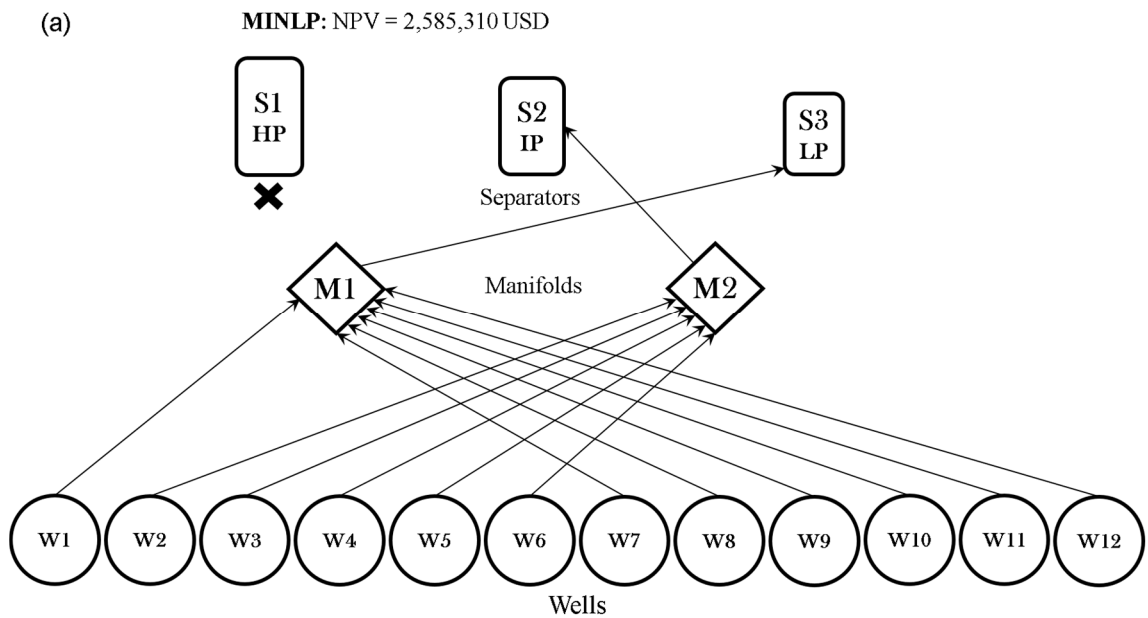 (a)
MINLP: NPV = 2,585,310 USD
S1
HP
S2
IP
S3
LP
Separators
M1
Manifolds
M2
W1
W2
W3
W4
W5
W6
W7
W8
W9
W10
W11
W12
Wells